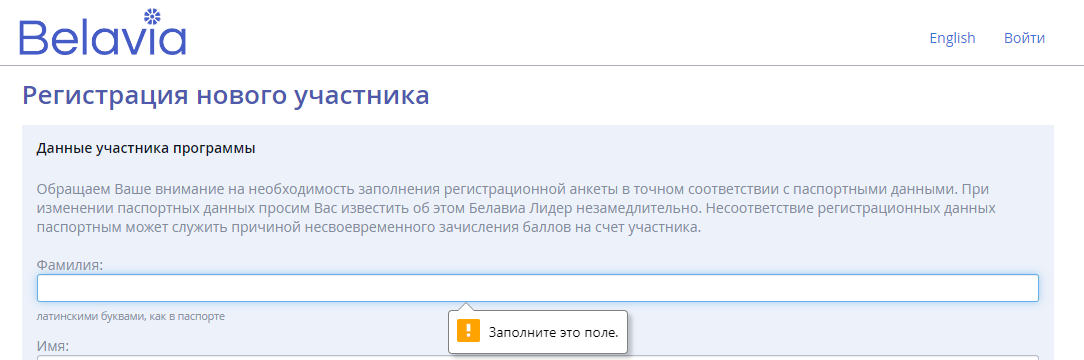 Belavia
English Войти
Регистрация нового участника
Данные участника программы
Обращаем Ваше внимание на необходимость заполнения регистрационной анкеты в точном соответствии с паспортными данными. При
изменении паспортных данных просим Вас известить об этом Белавиа Лидер незамедлительно. Несоответствие регистрационных данных
паспортным может служить причиной несвоевременного зачисления баллов на счет участника.
Фамилия:
латинскими буквами, как в паспорте
Заполните это поле.
Имя: